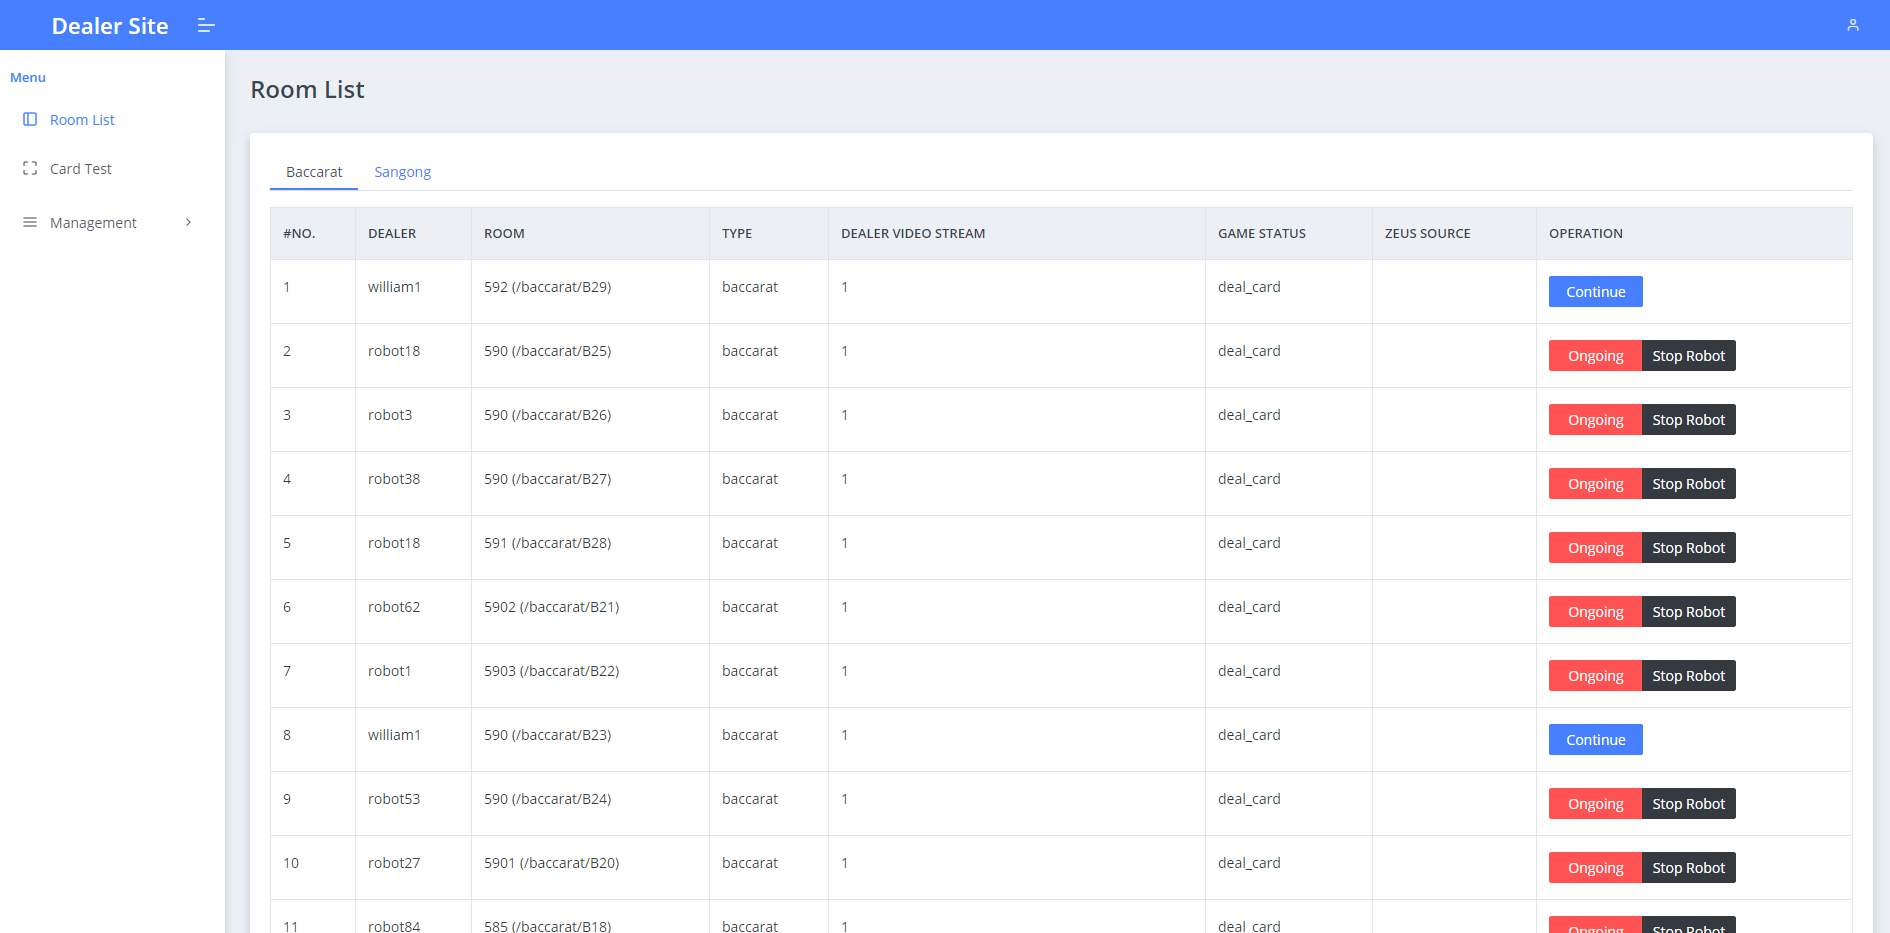 Dealer Site
Menu
Room List
Card Test
Management
Room List
Baccarat Sangong
#NO. DEALER ROOM TYPE DEALER VIDEO STREAM GAME STATUS ZEUS SOURCE OPERATION
1 william1 592 (/baccarat/B29) baccarat 1 deal_card Continue
2 robot18 590 (/baccarat/B25) baccarat 1 deal_card Ongoing Stop Robot
3 robot3 590 (/baccarat/B26) baccarat 1 deal_card Ongoing Stop Robot
4 robot38 590 (/baccarat/B27) baccarat 1 deal_card Ongoing Stop Robot
5 robot18 591 (/baccarat/B28) baccarat 1 deal_card Ongoing Stop Robot
6 robot62 5902 (/baccarat/B21) baccarat 1 deal_card Ongoing Stop Robot
7 robot1 5903 (/baccarat/B22) baccarat 1 deal_card Ongoing Stop Robot
8 william1 590 (/baccarat/B23) baccarat 1 deal_card Continue
9 robot53 590 (/baccarat/B24) baccarat 1 deal_card Ongoing Stop Robot
10 robot27 5901 (/baccarat/B20) baccarat 1 deal_card Ongoing Stop Robot
11 robot84 585 (/baccarat/B18) baccarat 1 deal_card Ongoing Stop Robot